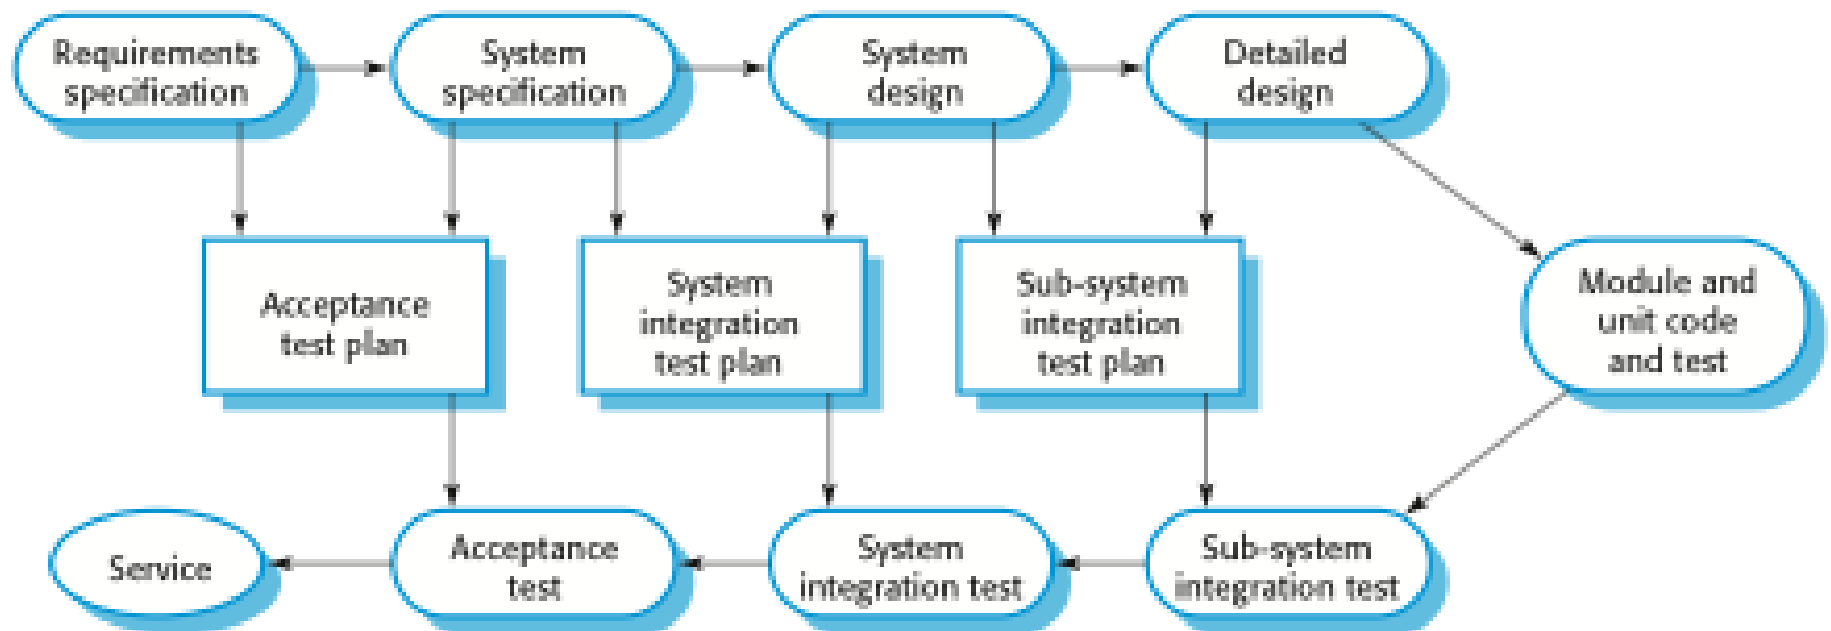 Requirements
specification
System
specification
System
design
Detailed
design
Acceptance
test plan
System
integration
test plan
Sub-system
integration
test plan
Module and
unit code
and test
Service
Acceptance
test
System
integration test
Sub-system
integration test